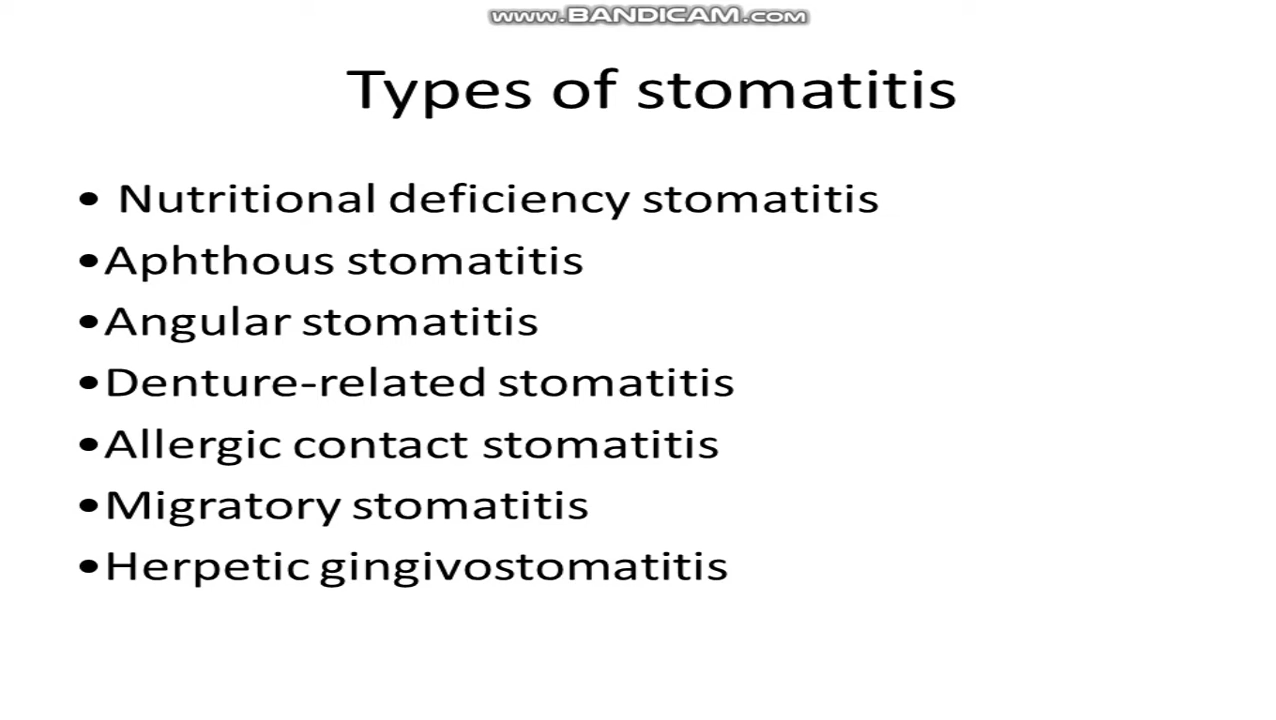 www.BANDICAM.com
Types of stomatitis
• Nutritional deficiency stomatitis
•Aphthous stomatitis
•Angular stomatitis
•Denture-related stomatitis
•Allergic contact stomatitis
•Migratory stomatitis
•Herpetic gingivostomatitis